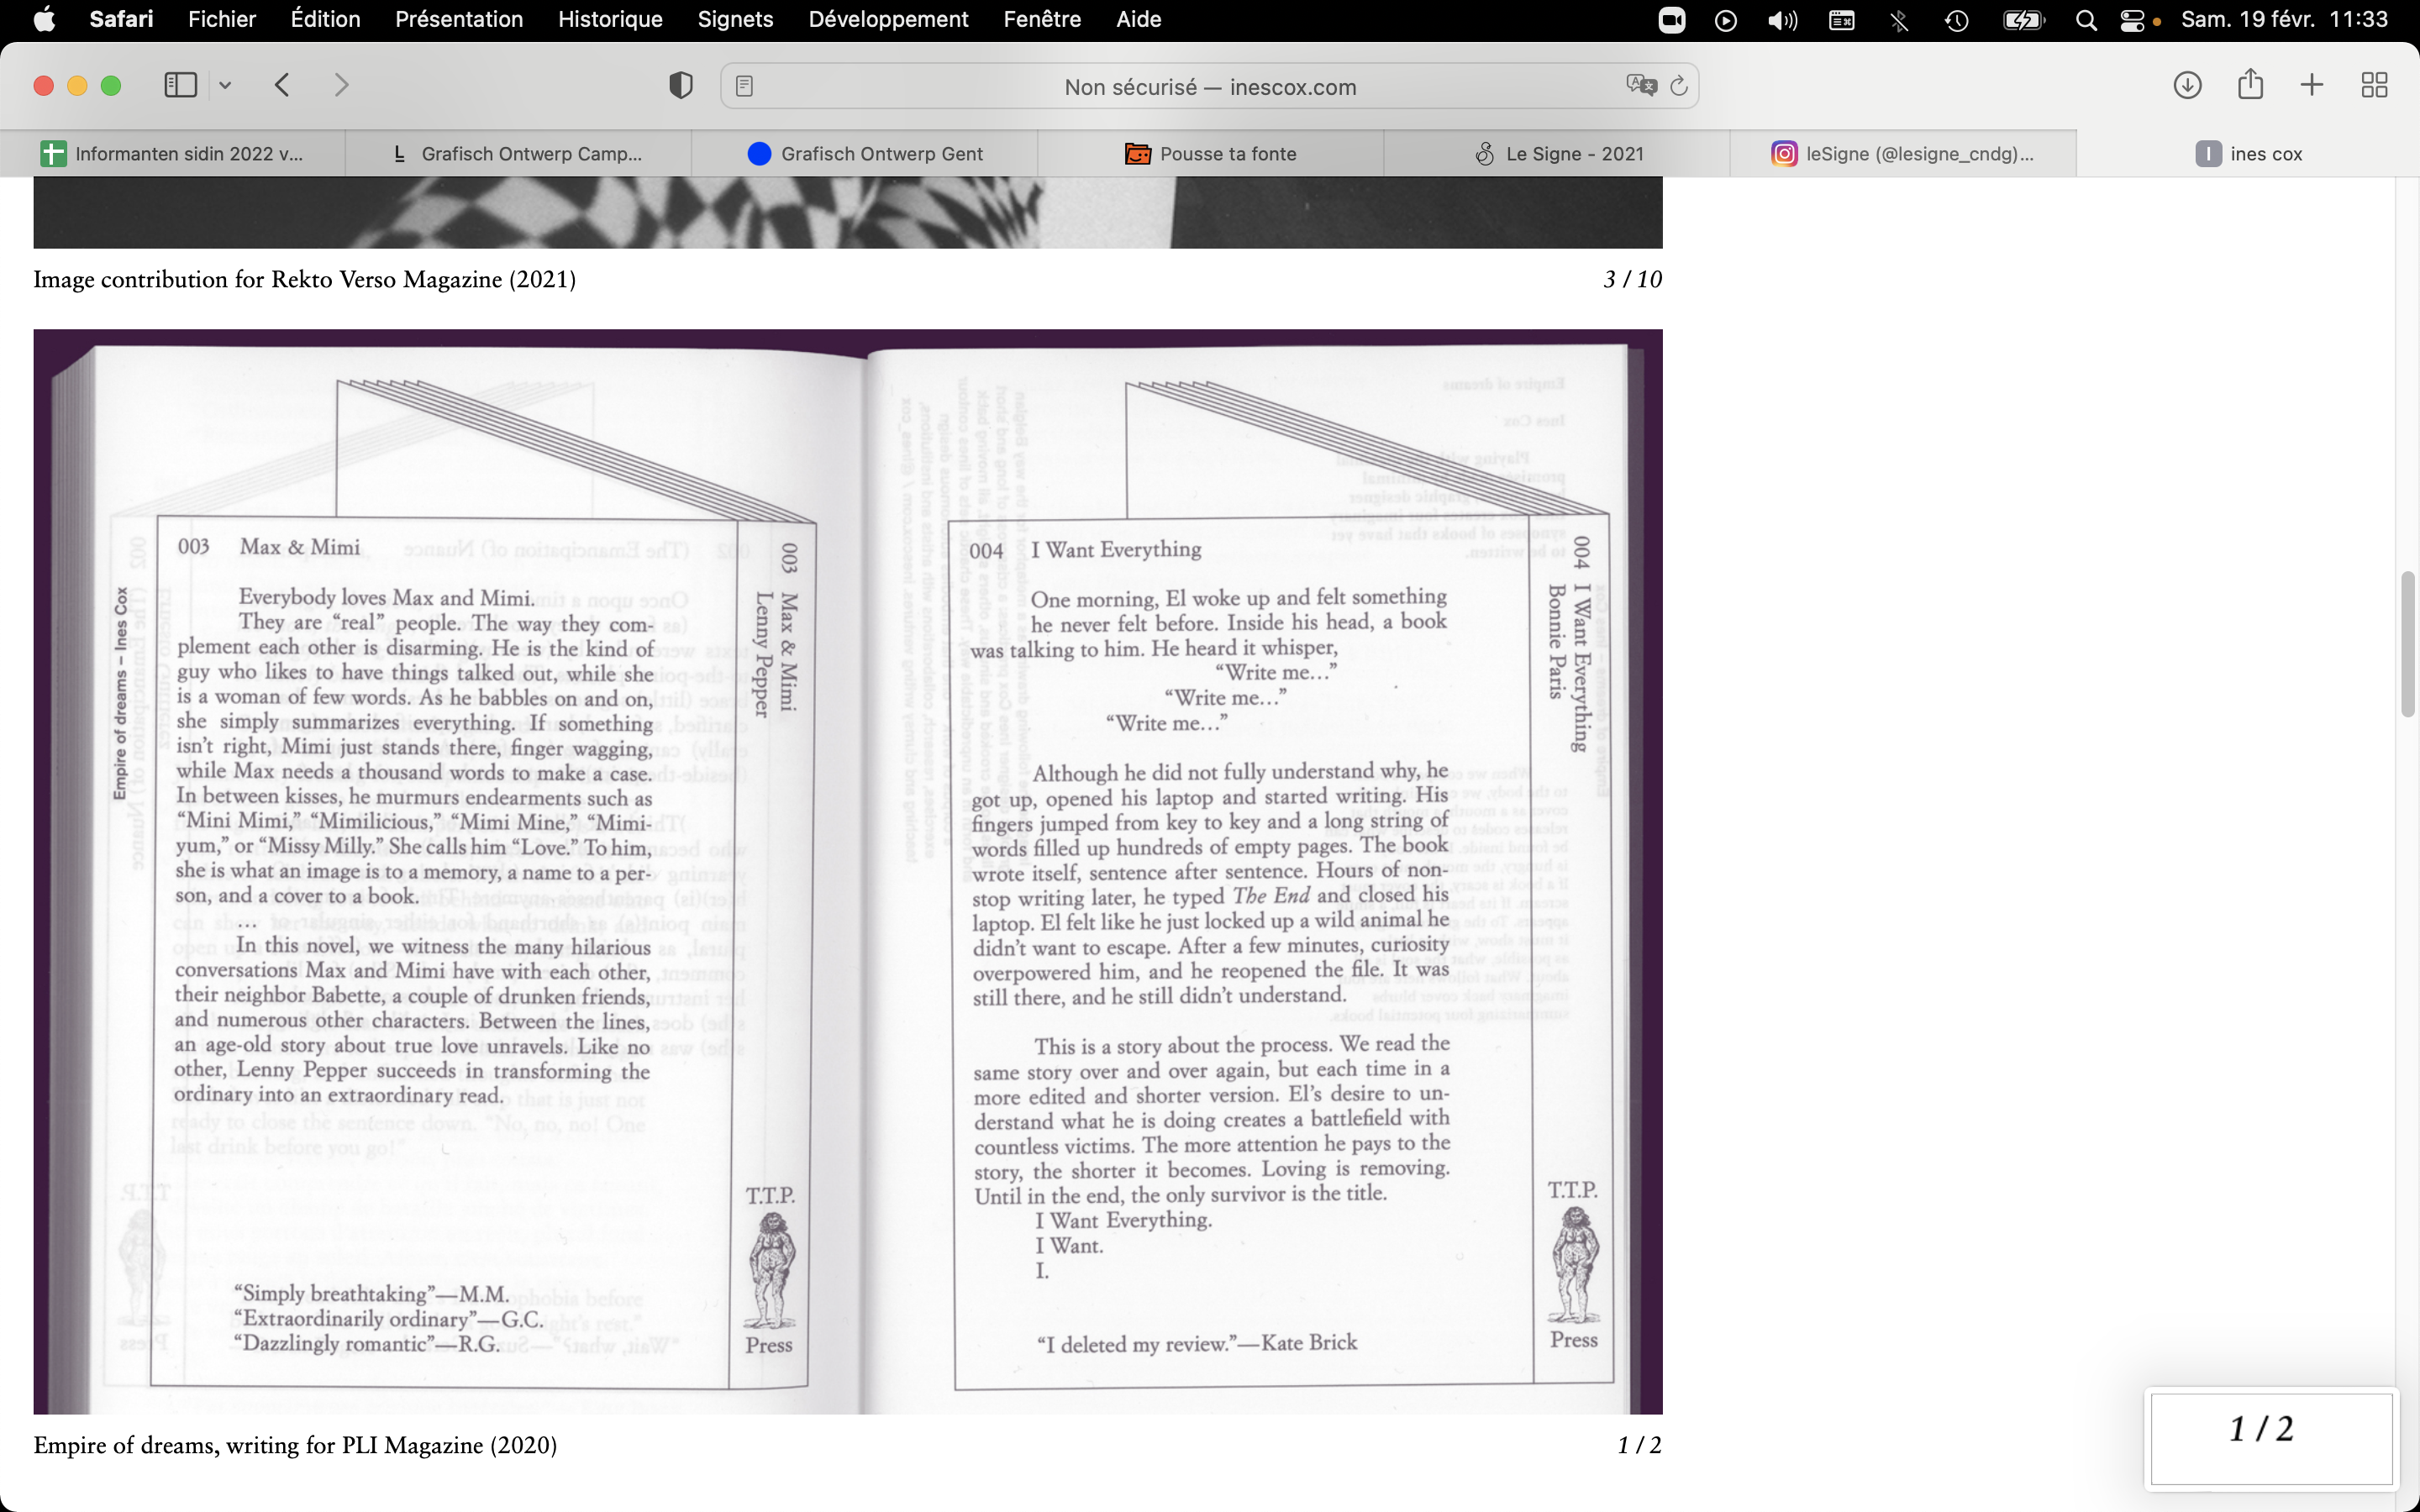 Safari Fichier Édition Présentation Historique Signets Développement Fenêtre Aide Sam. 19 févr. 11:33
Non sécurisé — inescox.com
Informanten sidin 2022 v... Grafisch Ontwerp Camp... Grafisch Ontwerp Gent Pousse ta fonte Le Signe - 2021 leSigne (@lesigne_cndg)... I ines cox
Image contribution for Rekto Verso Magazine (2021) 3 / 10
Empire of dreams – Ines Cox
003 Max & Mimi
Everybody loves Max and Mimi.
They are “real” people. The way they com-
plement each other is disarming. He is the kind of
guy who likes to have things talked out, while she
is a woman of few words. As he babbles on and on,
she simply summarizes everything. If something
isn’t right, Mimi just stands there, finger wagging,
while Max needs a thousand words to make a case.
In between kisses, he murmurs endearments such as
“Mini Mimi,” “Mimilicious,” “Mimi Mine,” “Mimi-
yum,” or “Missy Milly.” She calls him “Love.” To him,
she is what an image is to a memory, a name to a per-
son, and a cover to a book.
…
In this novel, we witness the many hilarious
conversations Max and Mimi have with each other,
their neighbor Babette, a couple of drunken friends,
and numerous other characters. Between the lines,
an age-old story about true love unravels. Like no
other, Lenny Pepper succeeds in transforming the
ordinary into an extraordinary read.
“Simply breathtaking”—M.M.
“Extraordinarily ordinary”—G.C.
“Dazzlingly romantic”—R.G.
003 Max & Mimi
Lenny Pepper
T.T.P.
Press
004 I Want Everything
One morning, El woke up and felt something
he never felt before. Inside his head, a book
was talking to him. He heard it whisper,
“Write me…”
“Write me…”
“Write me…”
Although he did not fully understand why, he
got up, opened his laptop and started writing. His
fingers jumped from key to key and a long string of
words filled up hundreds of empty pages. The book
wrote itself, sentence after sentence. Hours of non-
stop writing later, he typed The End and closed his
laptop. El felt like he just locked up a wild animal he
didn’t want to escape. After a few minutes, curiosity
overpowered him, and he reopened the file. It was
still there, and he still didn’t understand.
This is a story about the process. We read the
same story over and over again, but each time in a
more edited and shorter version. El’s desire to un-
derstand what he is doing creates a battlefield with
countless victims. The more attention he pays to the
story, the shorter it becomes. Loving is removing.
Until in the end, the only survivor is the title.
I Want Everything.
I Want.
I.
“I deleted my review.”—Kate Brick
004 I Want Everything
Bonnie Paris
T.T.P.
Press
Empire of dreams, writing for PLI Magazine (2020) 1 / 2
1 / 2